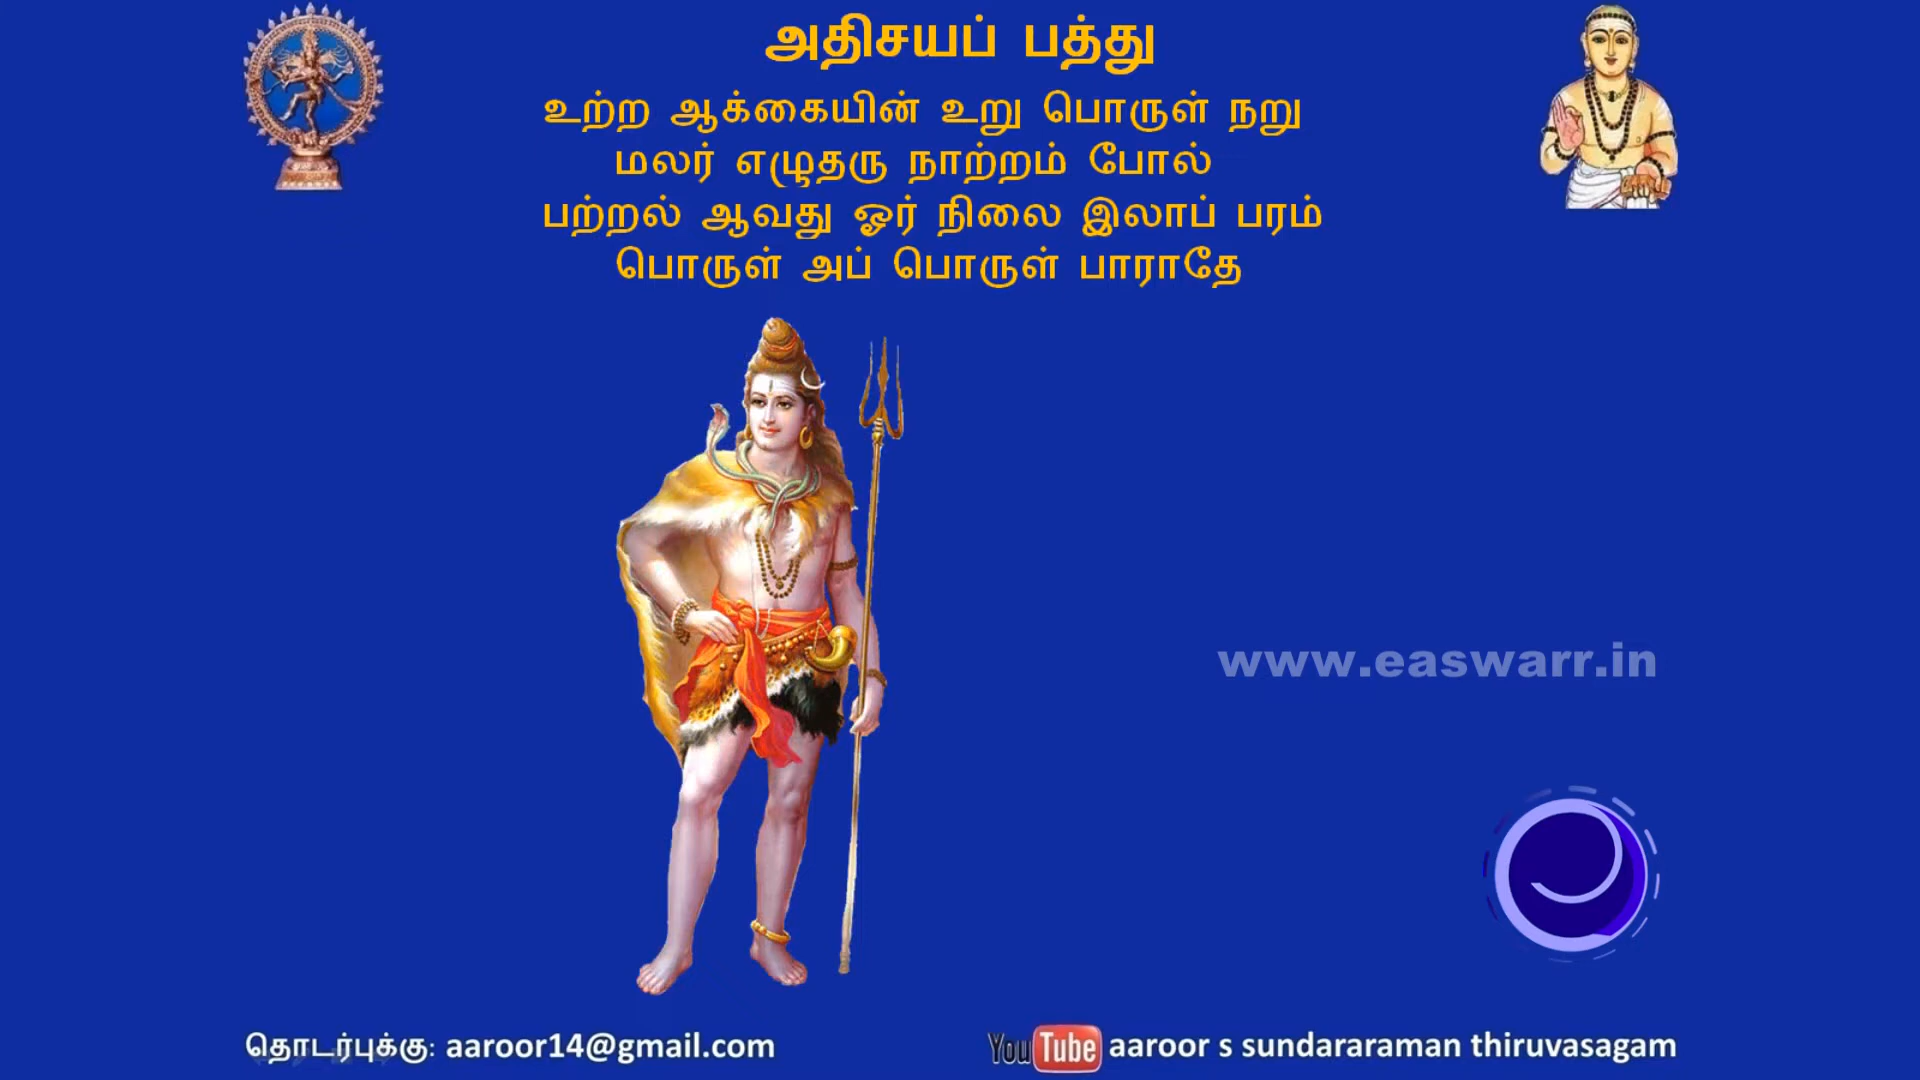 அதிசயப் பத்து
உற்ற ஆக்கையின் உறு பொருள் நறு
மலர் எழுதரு நாற்றம் போல்
பற்றல் ஆவது ஓர் நிலை இலாப் பரம்
பொருள் அப் பொருள் பாராதே
www.easwarr.in
தொடர்புக்கு: aaroor14@gmail.com
YouTube aaroor s sundararaman thiruvasagam